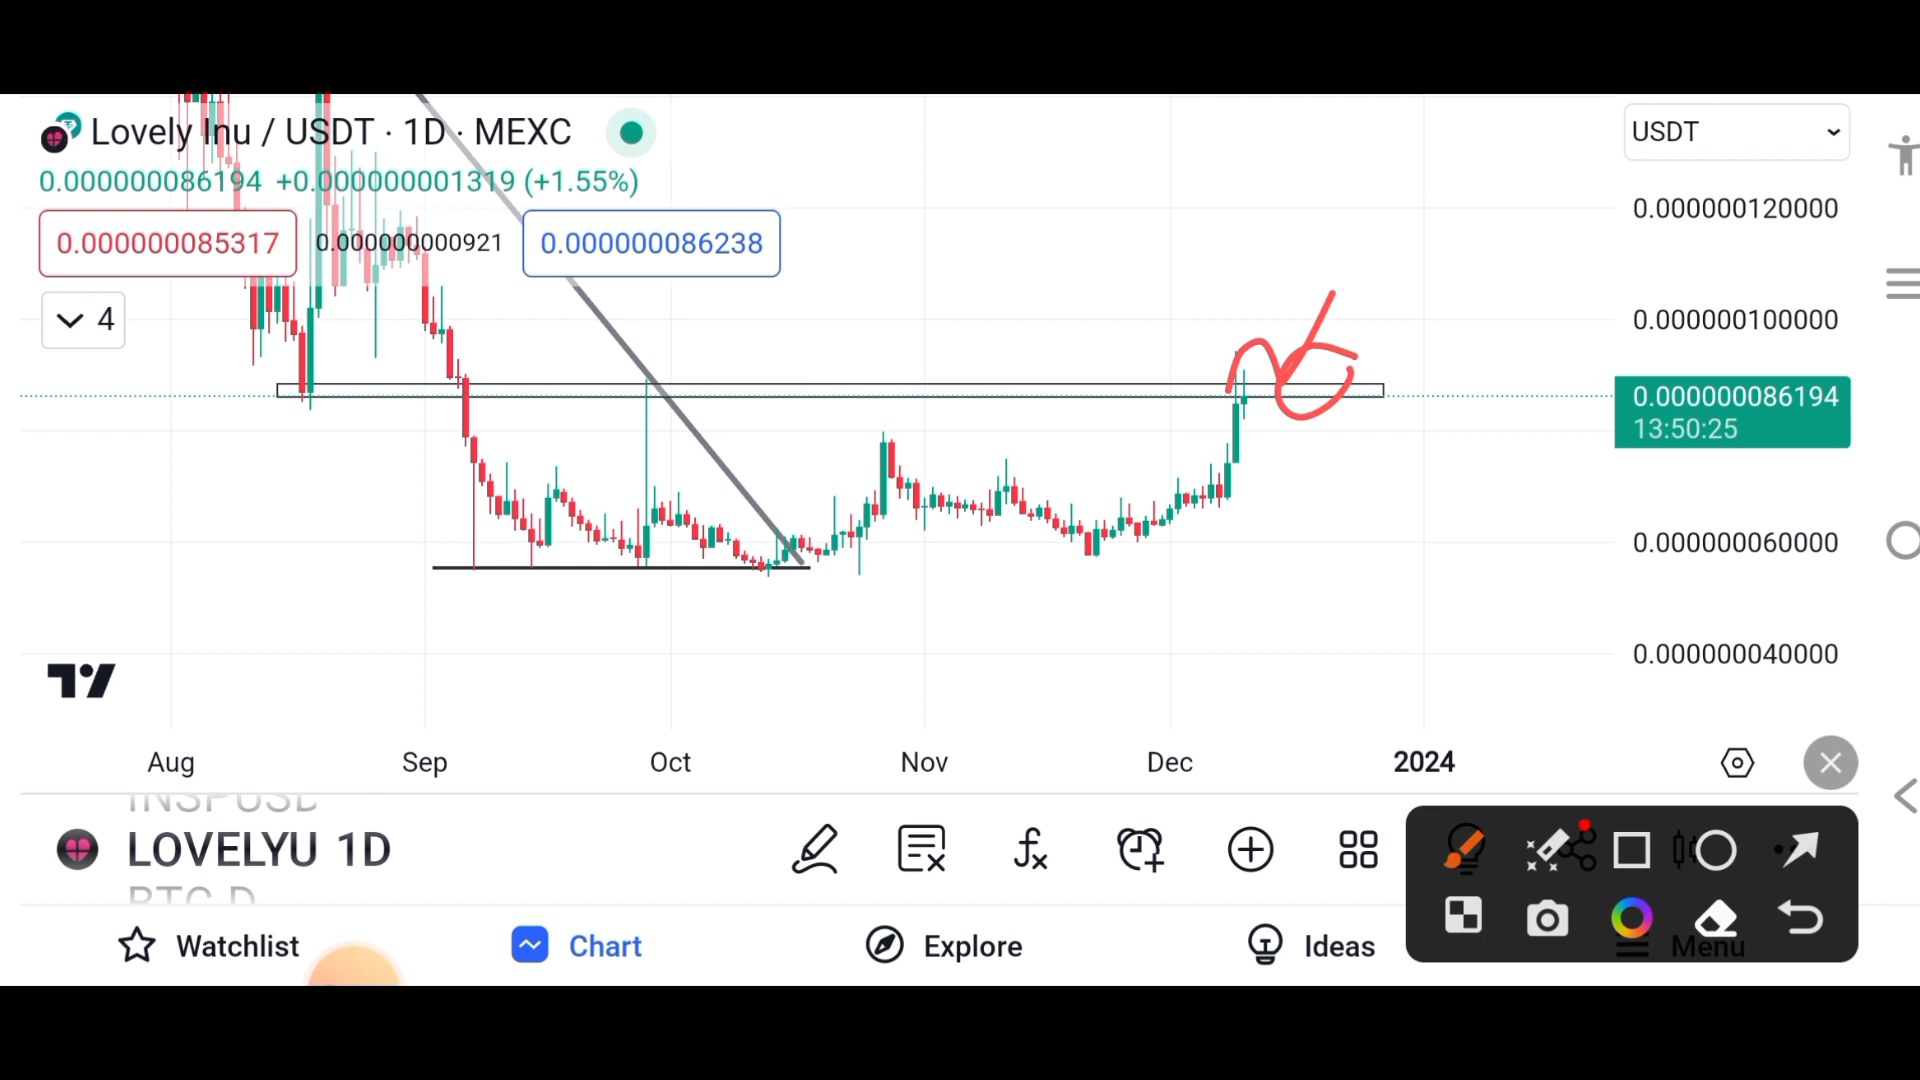 Lovely Inu / USDT · 1D · MEXC
USDT
0.000000086194 +0.000000001319 (+1.55%)
0.000000085317
0.000000000921
0.000000086238
4
0.000000120000
0.000000100000
0.000000086194
13:50:25
0.000000060000
0.000000040000
Aug Sep Oct Nov Dec 2024
INSPUSD
LOVELYU 1D
BTC.D
Watchlist Chart Explore Ideas Menu